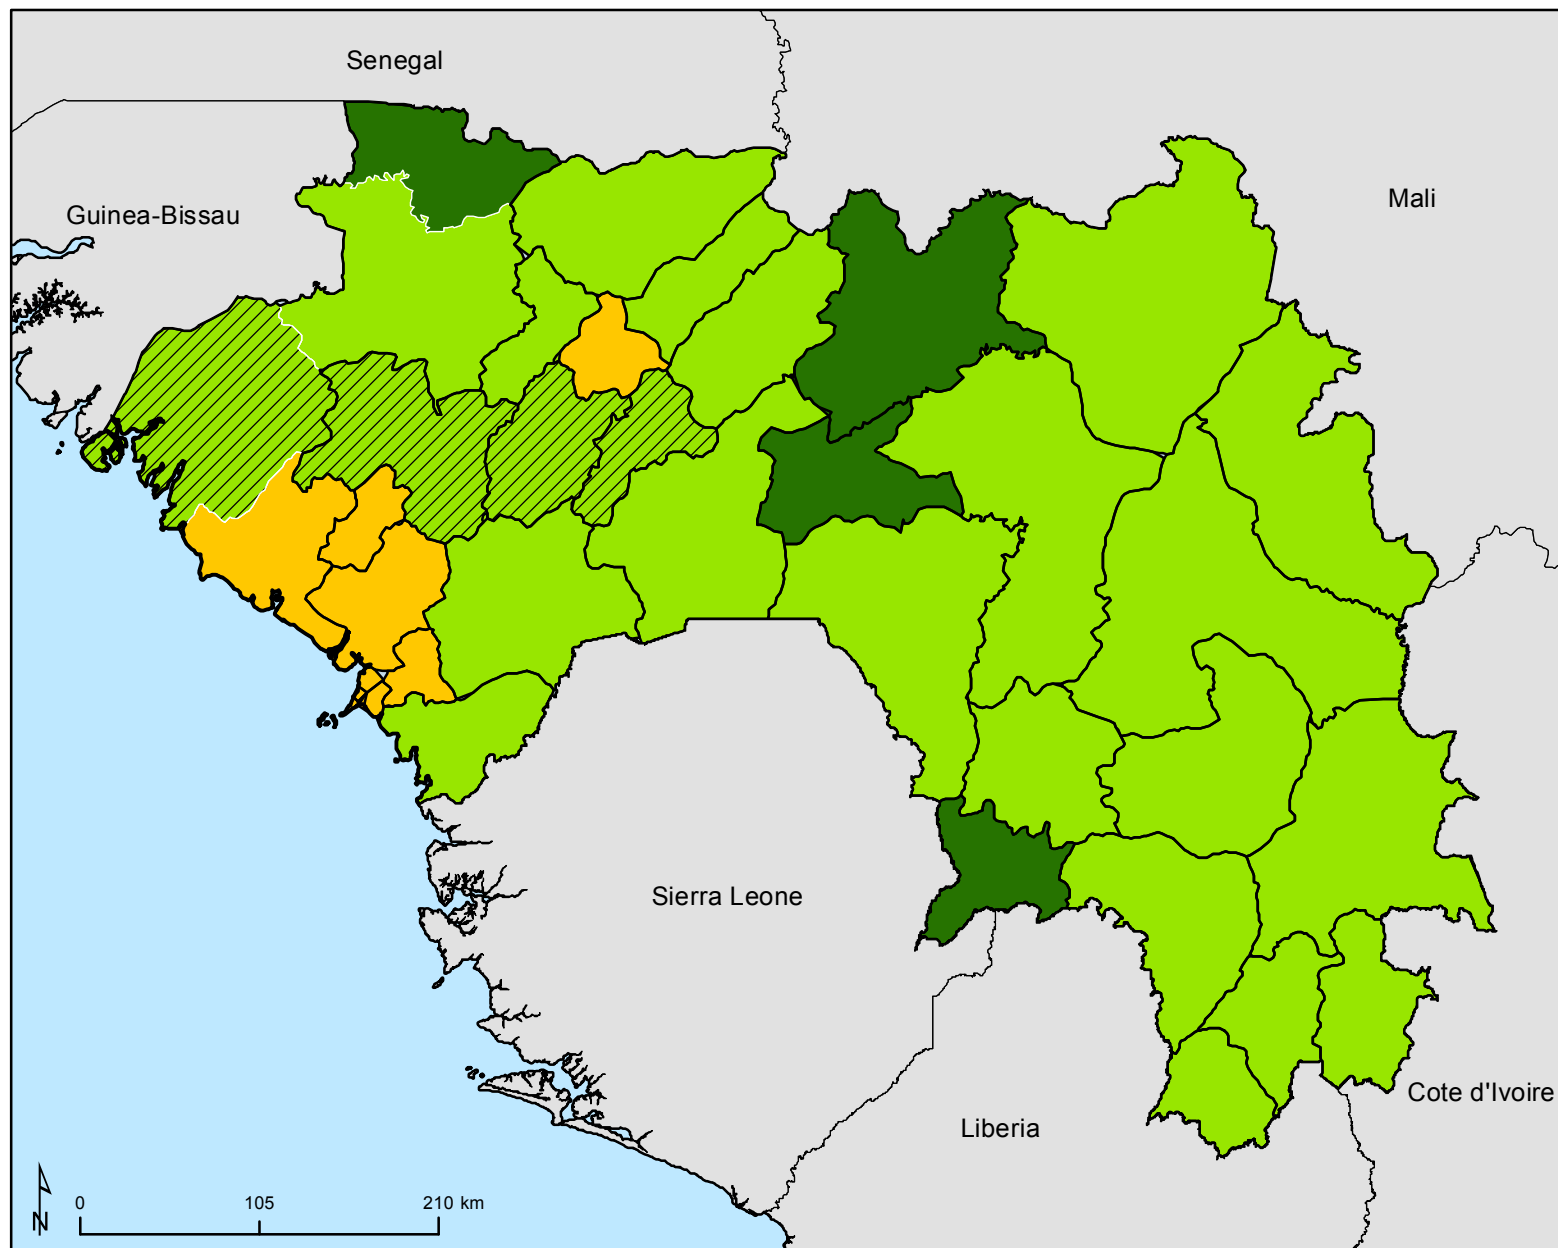 Senegal
Mali
Guinea-Bissau
Sierra Leone
Cote d'Ivoire
Liberia
N
0 105 210 km